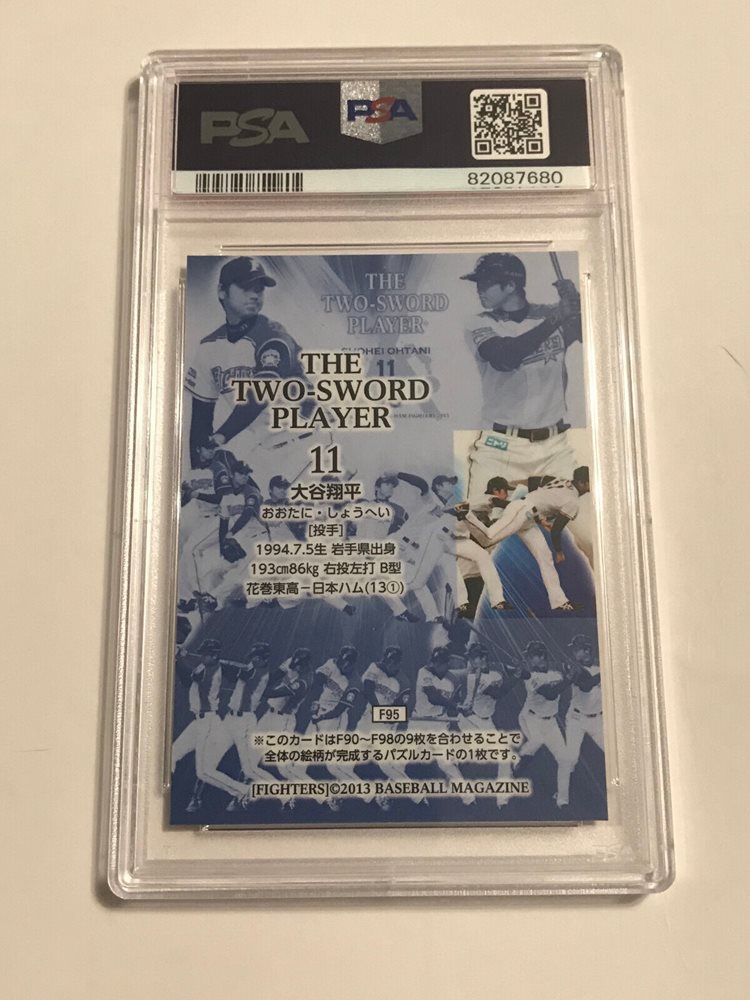 PSA
PSA
82087680
THE
TWO-SWORD
PLAYER
SHOHEI OHTANI
11
THE
TWO-SWORD
PLAYER
11
大谷翔平
おおたに・しょうへい
[投手]
1994.7.5生 岩手県出身
193cm86kg 右投左打 B型
花巻東高－日本ハム(13①)
ニトリ
F95
※このカードはF90～F98の9枚を合わせることで
全体の絵柄が完成するパズルカードの1枚です。
[FIGHTERS]©2013 BASEBALL MAGAZINE